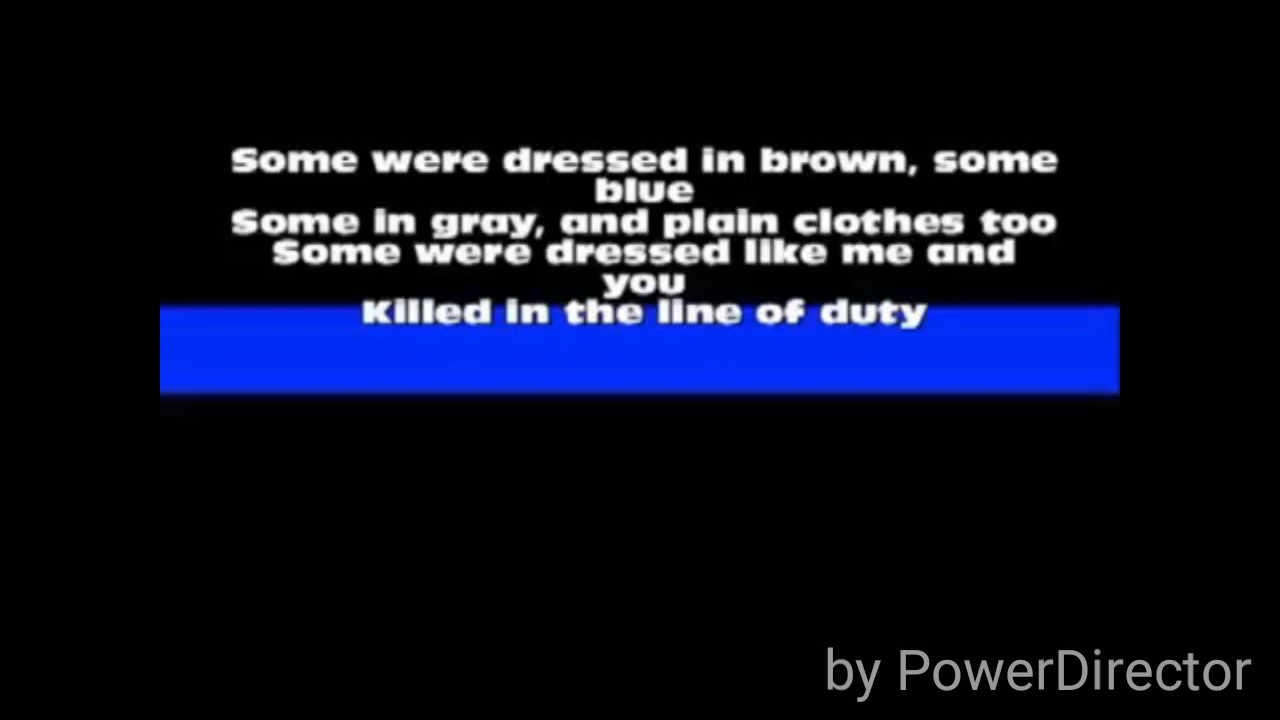 Some were dressed in brown, some
blue
Some in gray, and plain clothes too
Some were dressed like me and
you
Killed in the line of duty
by PowerDirector